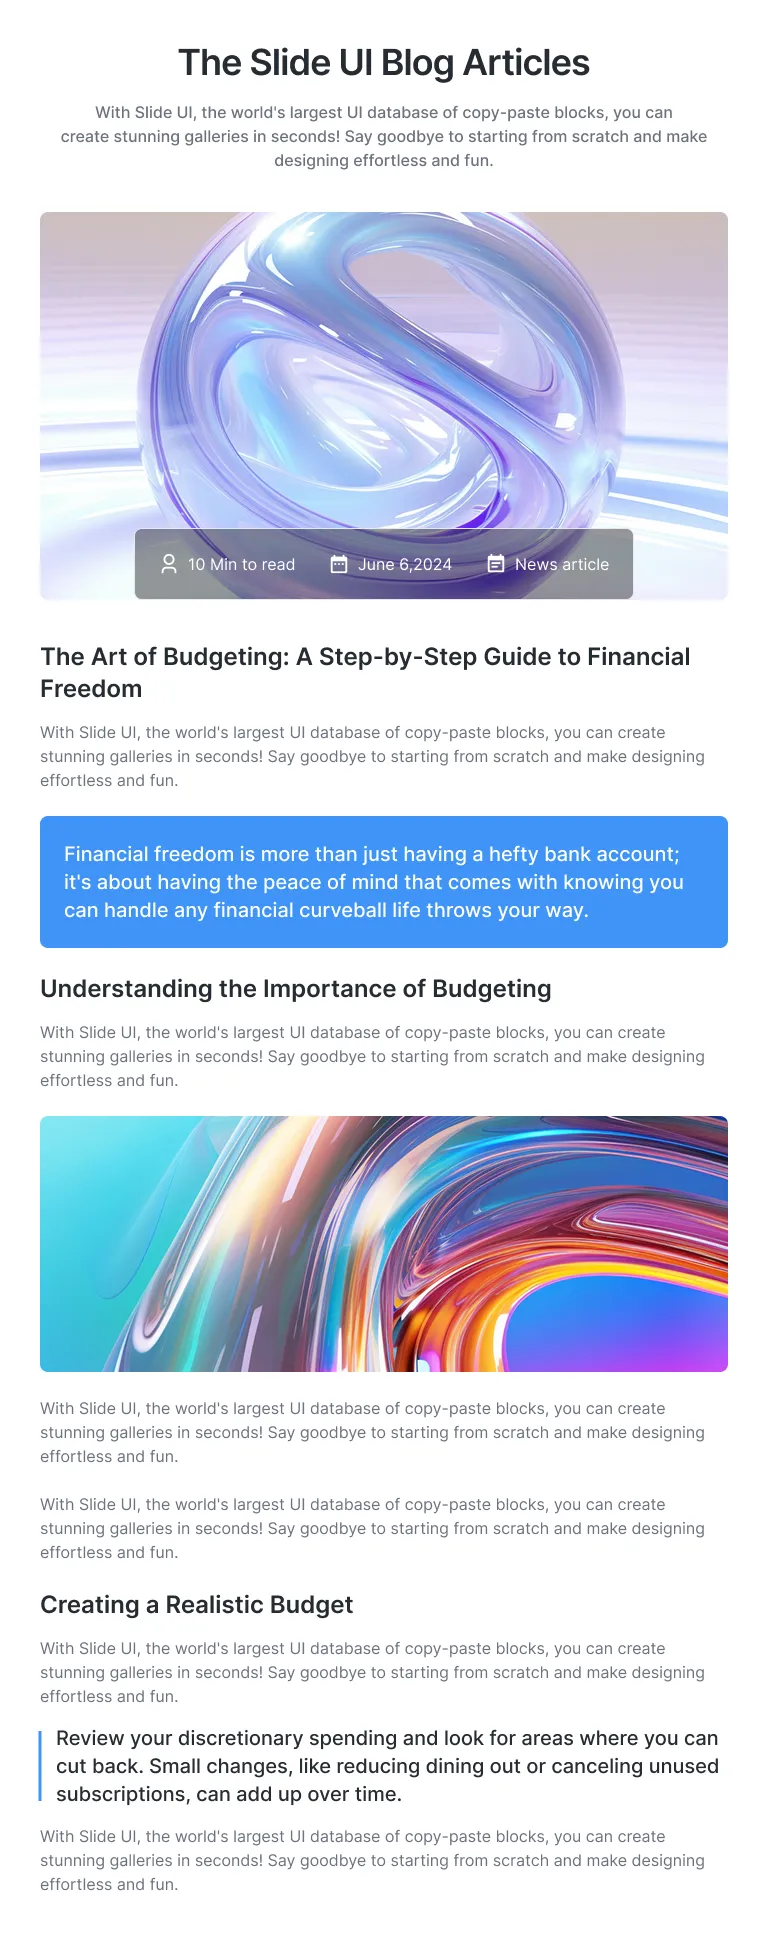 The Slide UI Blog Articles
With Slide UI, the world's largest UI database of copy-paste blocks, you can
create stunning galleries in seconds! Say goodbye to starting from scratch and make
designing effortless and fun.
10 Min to read
June 6,2024
News article
The Art of Budgeting: A Step-by-Step Guide to Financial
Freedom
With Slide UI, the world's largest UI database of copy-paste blocks, you can create
stunning galleries in seconds! Say goodbye to starting from scratch and make designing
effortless and fun.
Financial freedom is more than just having a hefty bank account;
it's about having the peace of mind that comes with knowing you
can handle any financial curveball life throws your way.
Understanding the Importance of Budgeting
With Slide UI, the world's largest UI database of copy-paste blocks, you can create
stunning galleries in seconds! Say goodbye to starting from scratch and make designing
effortless and fun.
With Slide UI, the world's largest UI database of copy-paste blocks, you can create
stunning galleries in seconds! Say goodbye to starting from scratch and make designing
effortless and fun.
With Slide UI, the world's largest UI database of copy-paste blocks, you can create
stunning galleries in seconds! Say goodbye to starting from scratch and make designing
effortless and fun.
Creating a Realistic Budget
With Slide UI, the world's largest UI database of copy-paste blocks, you can create
stunning galleries in seconds! Say goodbye to starting from scratch and make designing
effortless and fun.
Review your discretionary spending and look for areas where you can
cut back. Small changes, like reducing dining out or canceling unused
subscriptions, can add up over time.
With Slide UI, the world's largest UI database of copy-paste blocks, you can create
stunning galleries in seconds! Say goodbye to starting from scratch and make designing
effortless and fun.